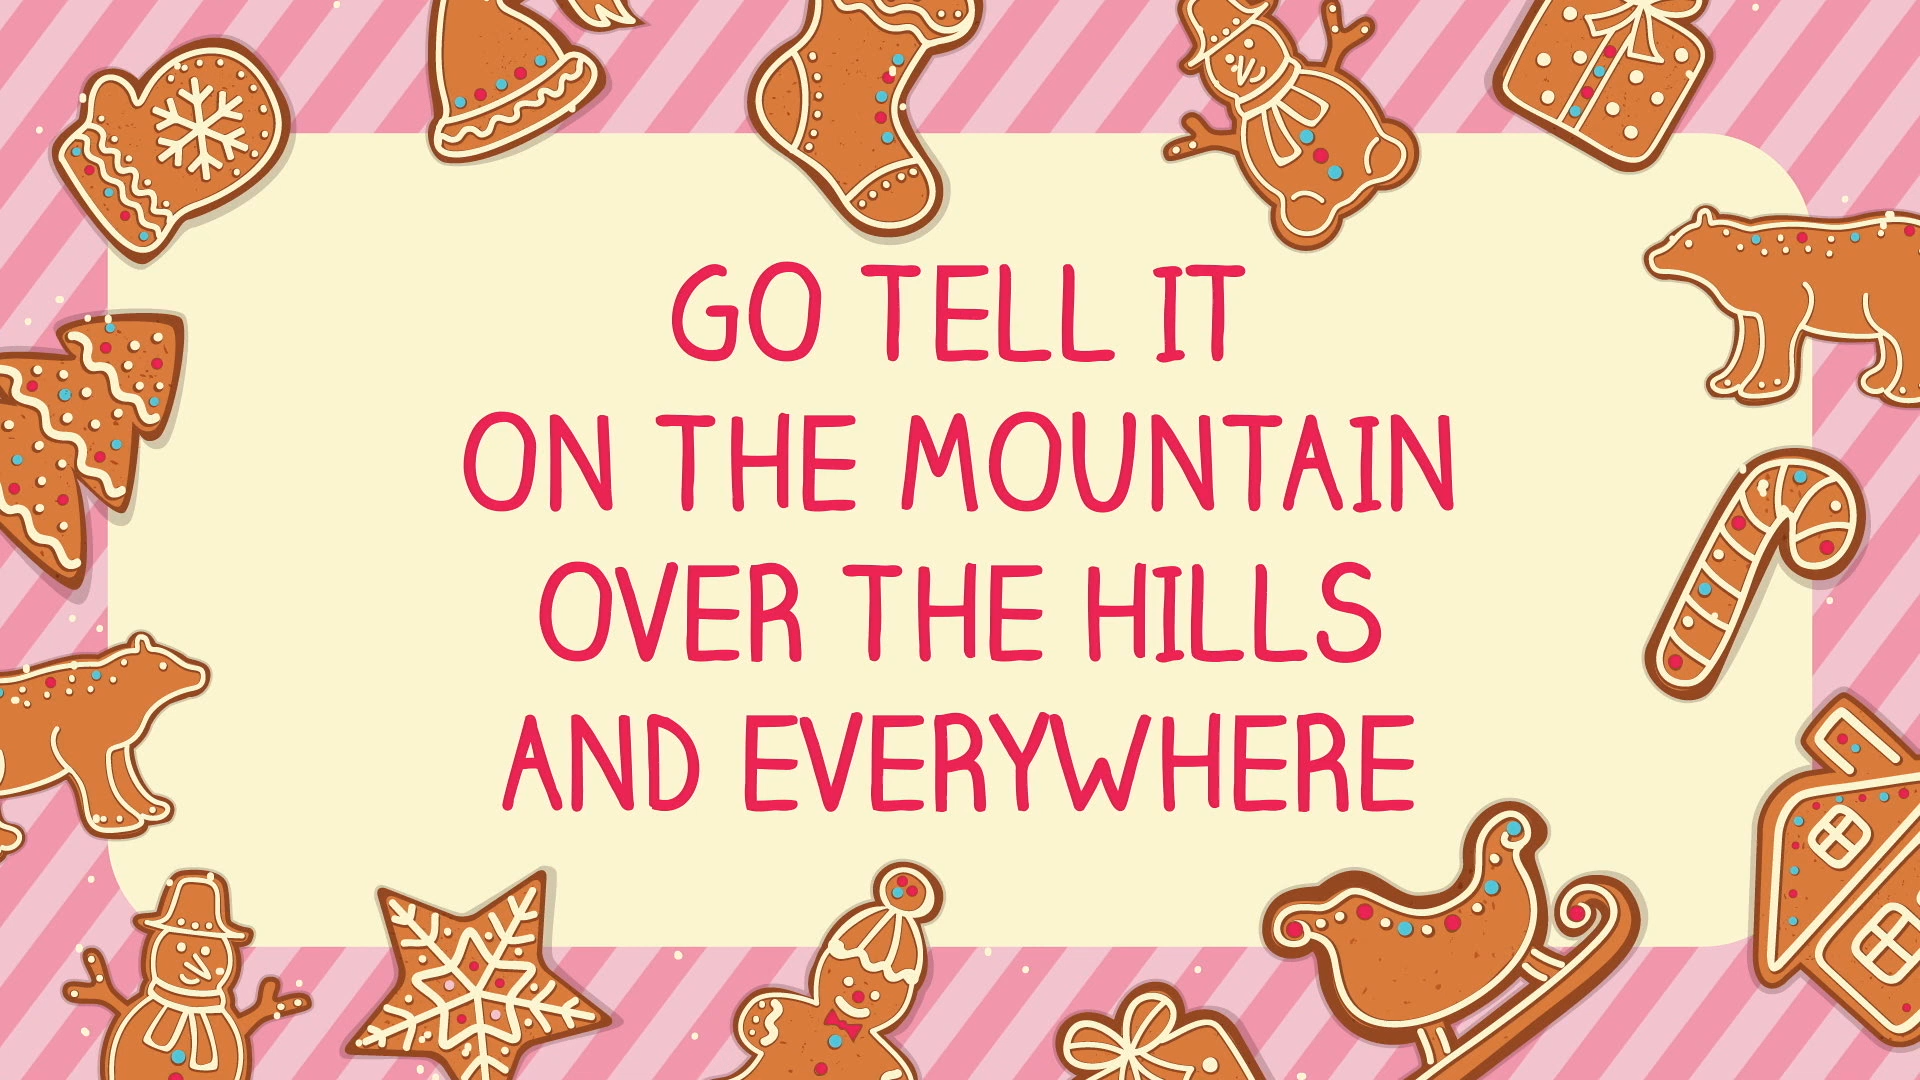 GO TELL IT
ON THE MOUNTAIN
OVER THE HILLS
AND EVERYWHERE